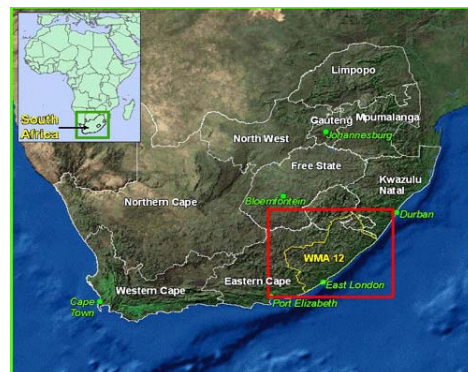 South
Africa
Limpopo
Gauteng
Mpumalanga
Johannesburg
North West
Free State
Kwazulu
Natal
Bloemfontein
Northern Cape
Durban
WMA 12
Eastern Cape
East London
Western Cape
Cape
Town
Port Elizabeth